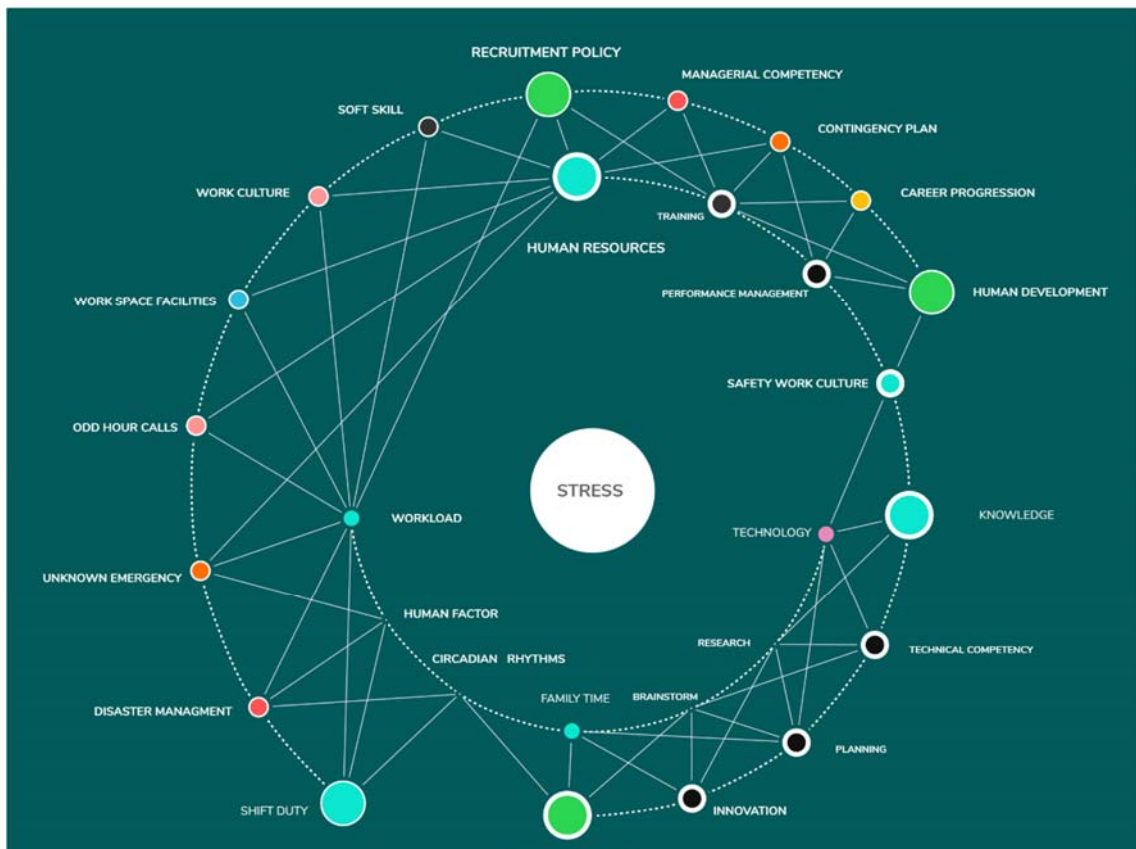 RECRUITMENT POLICY
MANAGERIAL COMPETENCY
SOFT SKILL
CONTINGENCY PLAN
WORK CULTURE
CAREER PROGRESSION
TRAINING
HUMAN RESOURCES
PERFORMANCE MANAGEMENT
HUMAN DEVELOPMENT
WORK SPACE FACILITIES
SAFETY WORK CULTURE
ODD HOUR CALLS
STRESS
KNOWLEDGE
WORKLOAD
TECHNOLOGY
UNKNOWN EMERGENCY
HUMAN FACTOR
RESEARCH
TECHNICAL COMPETENCY
CIRCADIAN RHYTHMS
FAMILY TIME
BRAINSTORM
DISASTER MANAGMENT
PLANNING
SHIFT DUTY
INNOVATION